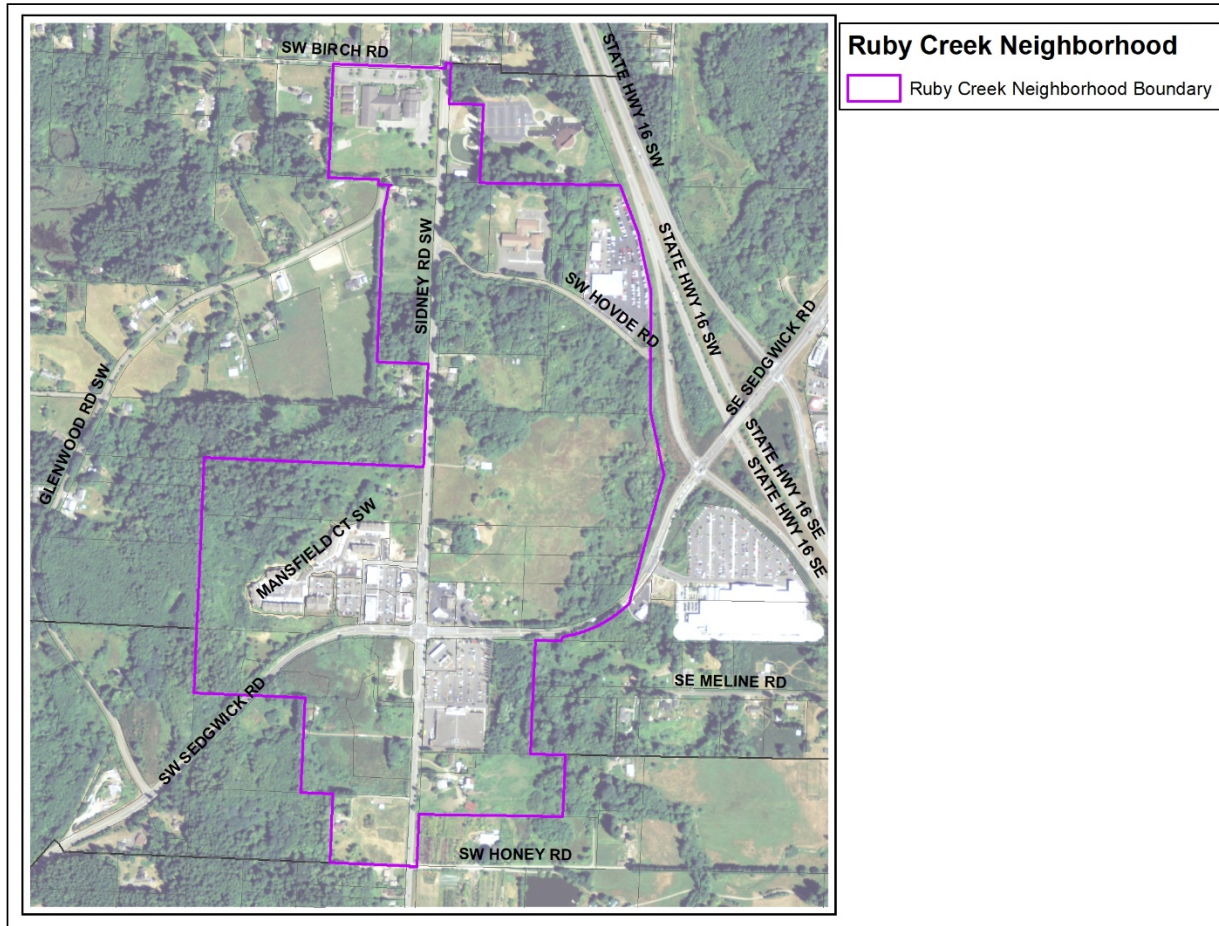 Ruby Creek Neighborhood
Ruby Creek Neighborhood Boundary
SW BIRCH RD
STATE HWY 16 SW
STATE HWY 16 SW
SIDNEY RD SW
SW HOVDE RD
SE SEDGWICK RD
GLENWOOD RD SW
STATE HWY 16 SE
STATE HWY 16 SE
MANSFIELD CT SW
SE MELINE RD
SW SEDGWICK RD
SW HONEY RD